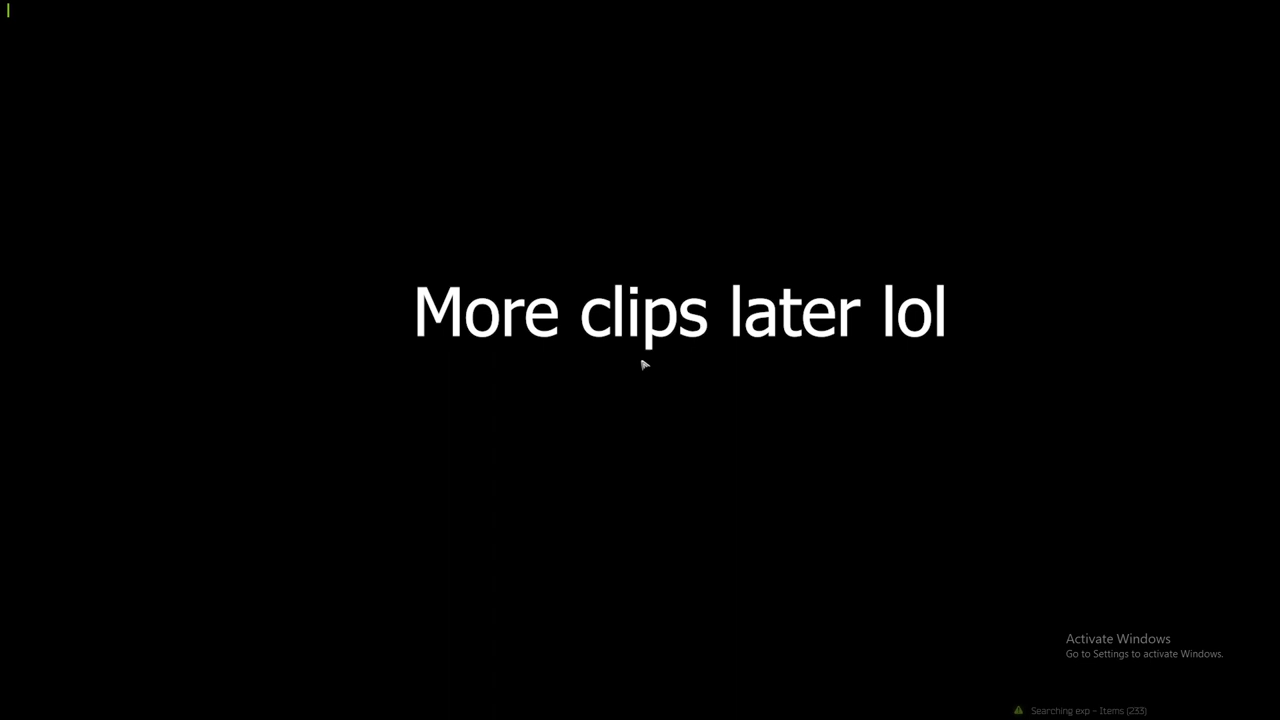 More clips later lol
Activate Windows
Go to Settings to activate Windows.
Searching exp - Items (233)